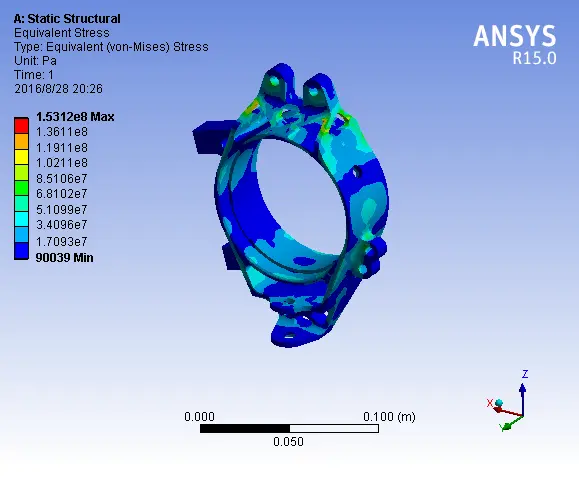 A: Static Structural
Equivalent Stress
Type: Equivalent (von-Mises) Stress
Unit: Pa
Time: 1
2016/8/28 20:26
ANSYS
R15.0
1.5312e8 Max
1.3611e8
1.1911e8
1.0211e8
8.5106e7
6.8102e7
5.1099e7
3.4096e7
1.7093e7
90039 Min
0.000
0.100 (m)
0.050
Z
X
Y